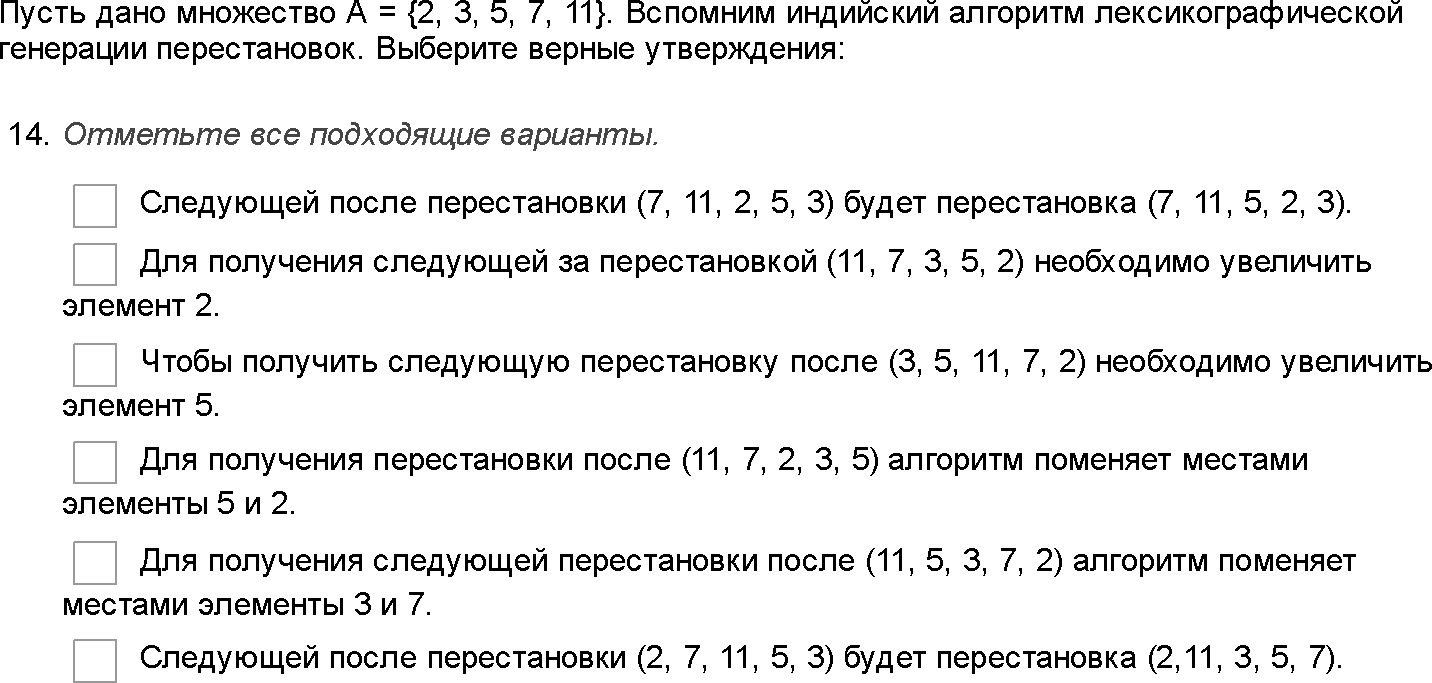 Пусть дано множество A = {2, 3, 5, 7, 11}. Вспомним индийский алгоритм лексикографической
генерации перестановок. Выберите верные утверждения:
14. Отметьте все подходящие варианты.
Следующей после перестановки (7, 11, 2, 5, 3) будет перестановка (7, 11, 5, 2, 3).
Для получения следующей за перестановкой (11, 7, 3, 5, 2) необходимо увеличить
элемент 2.
Чтобы получить следующую перестановку после (3, 5, 11, 7, 2) необходимо увеличить
элемент 5.
Для получения перестановки после (11, 7, 2, 3, 5) алгоритм поменяет местами
элементы 5 и 2.
Для получения следующей перестановки после (11, 5, 3, 7, 2) алгоритм поменяет
местами элементы 3 и 7.
Следующей после перестановки (2, 7, 11, 5, 3) будет перестановка (2,11, 3, 5, 7).